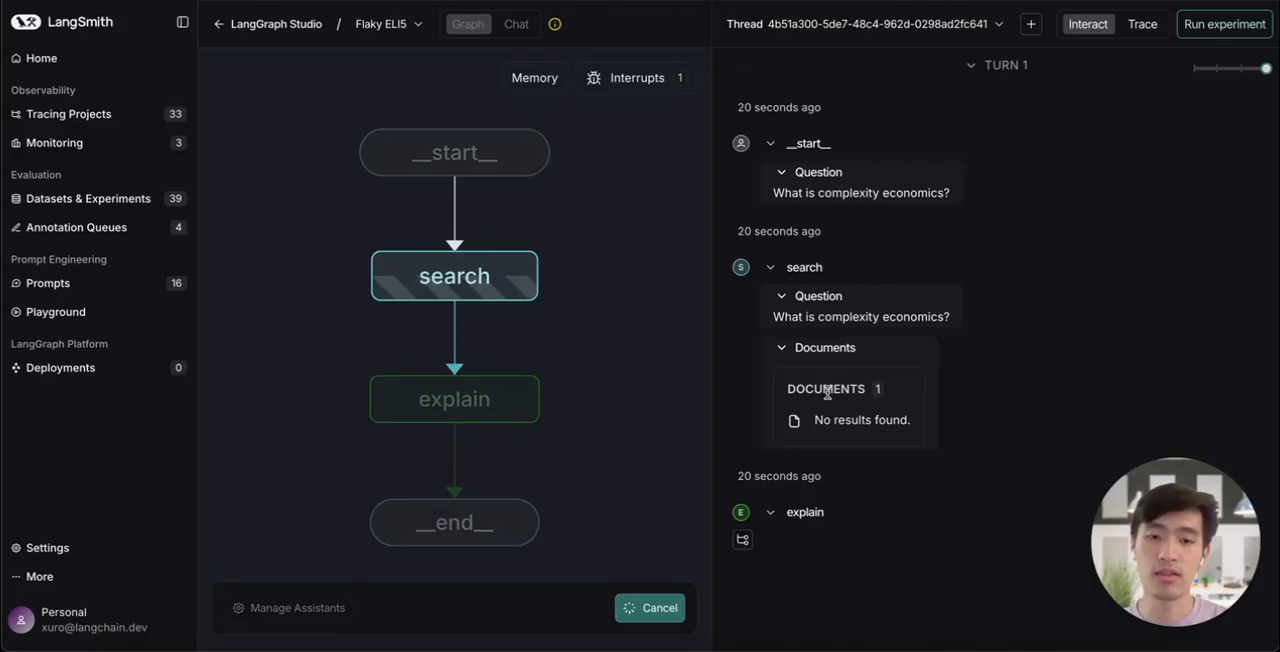 LangSmith
Home
Observability
Tracing Projects 33
Monitoring 3
Evaluation
Datasets & Experiments 39
Annotation Queues 4
Prompt Engineering
Prompts 16
Playground
LangGraph Platform
Deployments 0
Settings
More
Personal
xuro@langchain.dev
LangGraph Studio / Flaky ELI5 Graph Chat
Memory Interrupts 1
__start__
search
explain
__end__
Manage Assistants Cancel
Thread 4b51a300-5de7-48c4-962d-0298ad2fc641 + Interact Trace Run experiment
TURN 1
20 seconds ago
__start__
Question
What is complexity economics?
20 seconds ago
S search
Question
What is complexity economics?
Documents
DOCUMENTS 1
No results found.
20 seconds ago
E explain